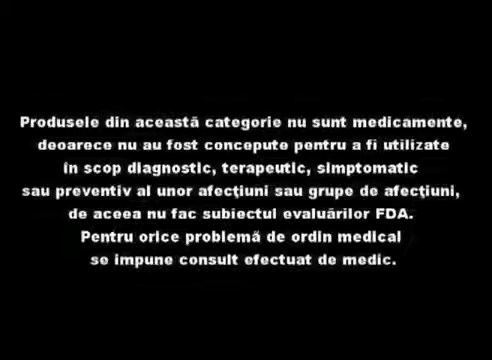 Produsele din această categorie nu sunt medicamente,
deoarece nu au fost concepute pentru a fi utilizate
în scop diagnostic, terapeutic, simptomatic
sau preventiv al unor afecţiuni sau grupe de afecţiuni,
de aceea nu fac subiectul evaluărilor FDA.
Pentru orice problemă de ordin medical
se impune consult efectuat de medic.